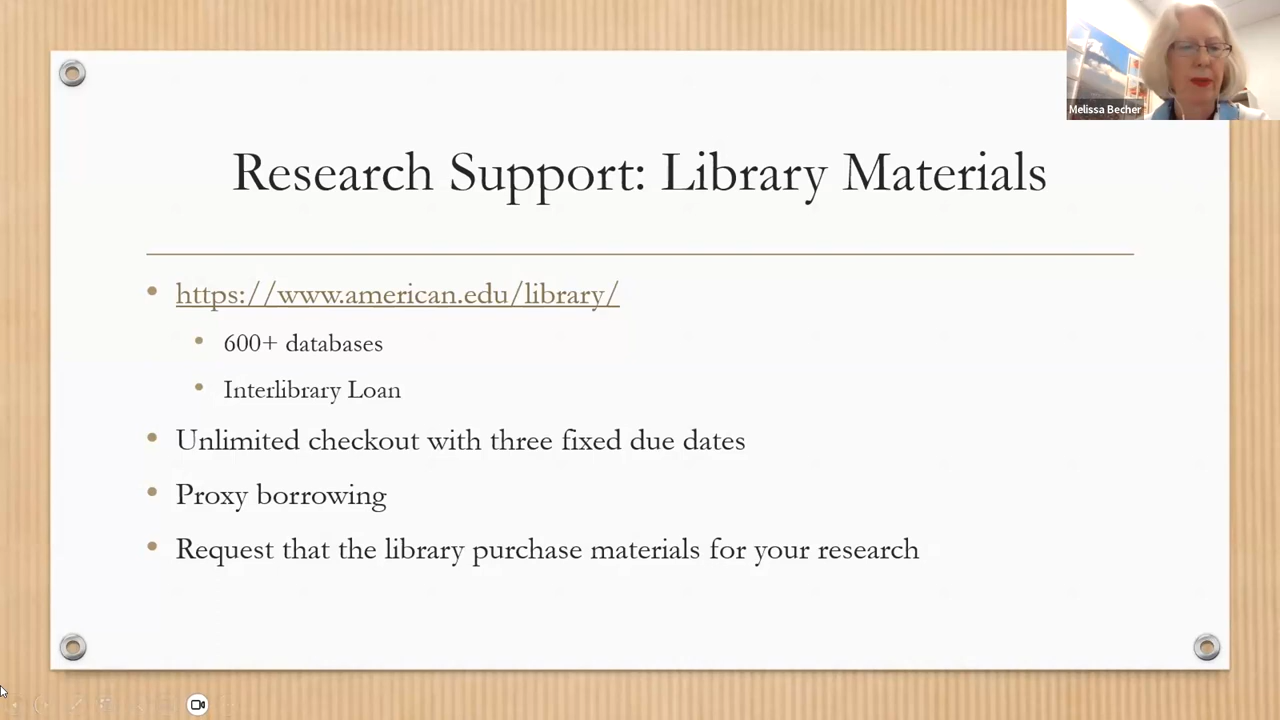 Melissa Becher
Research Support: Library Materials
https://www.american.edu/library/
600+ databases
Interlibrary Loan
Unlimited checkout with three fixed due dates
Proxy borrowing
Request that the library purchase materials for your research